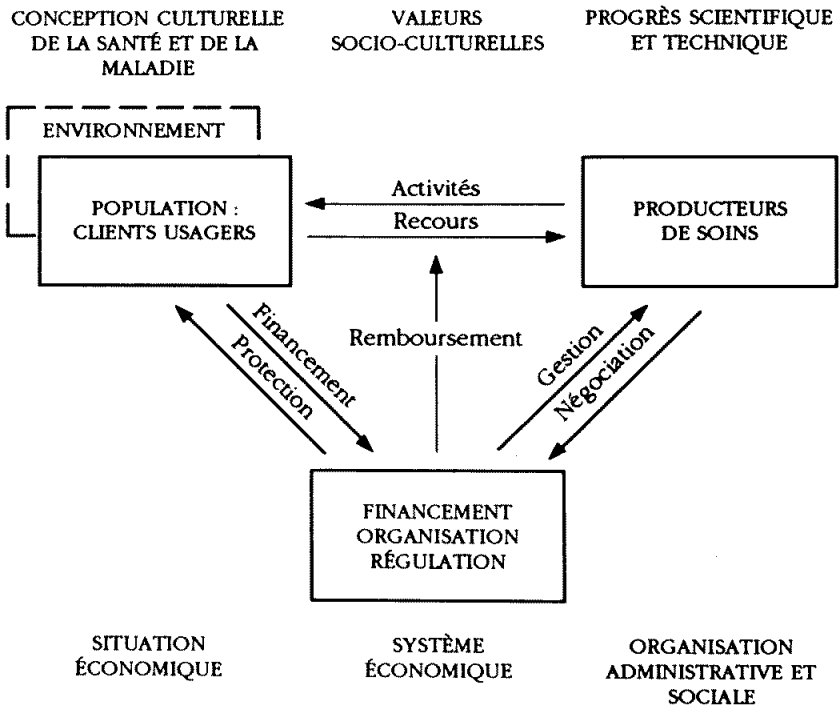 CONCEPTION CULTURELLE
DE LA SANTÉ ET DE LA
MALADIE
VALEURS
SOCIO-CULTURELLES
PROGRÈS SCIENTIFIQUE
ET TECHNIQUE
ENVIRONNEMENT
POPULATION :
CLIENTS USAGERS
Activités
Recours
PRODUCTEURS
DE SOINS
Financement
Protection
Remboursement
Gestion
Négociation
FINANCEMENT
ORGANISATION
RÉGULATION
SITUATION
ÉCONOMIQUE
SYSTÈME
ÉCONOMIQUE
ORGANISATION
ADMINISTRATIVE ET
SOCIALE